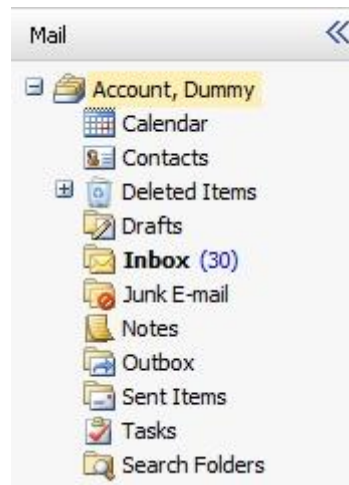 Mail
Account, Dummy
Calendar
Contacts
Deleted Items
Drafts
Inbox (30)
Junk E-mail
Notes
Outbox
Sent Items
Tasks
Search Folders